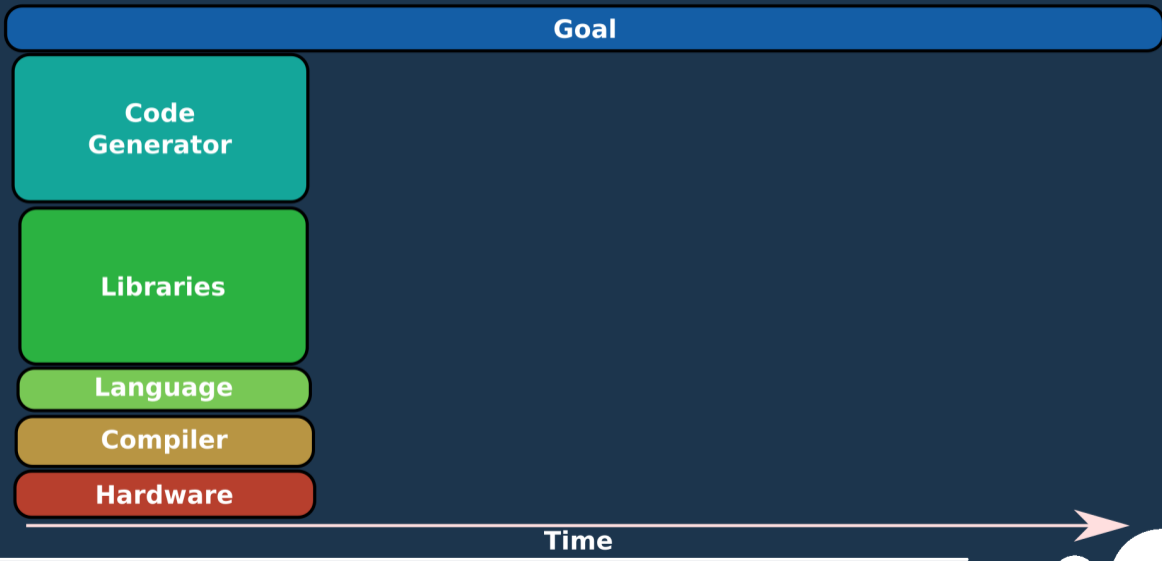 Goal
Code
Generator
Libraries
Language
Compiler
Hardware
Time